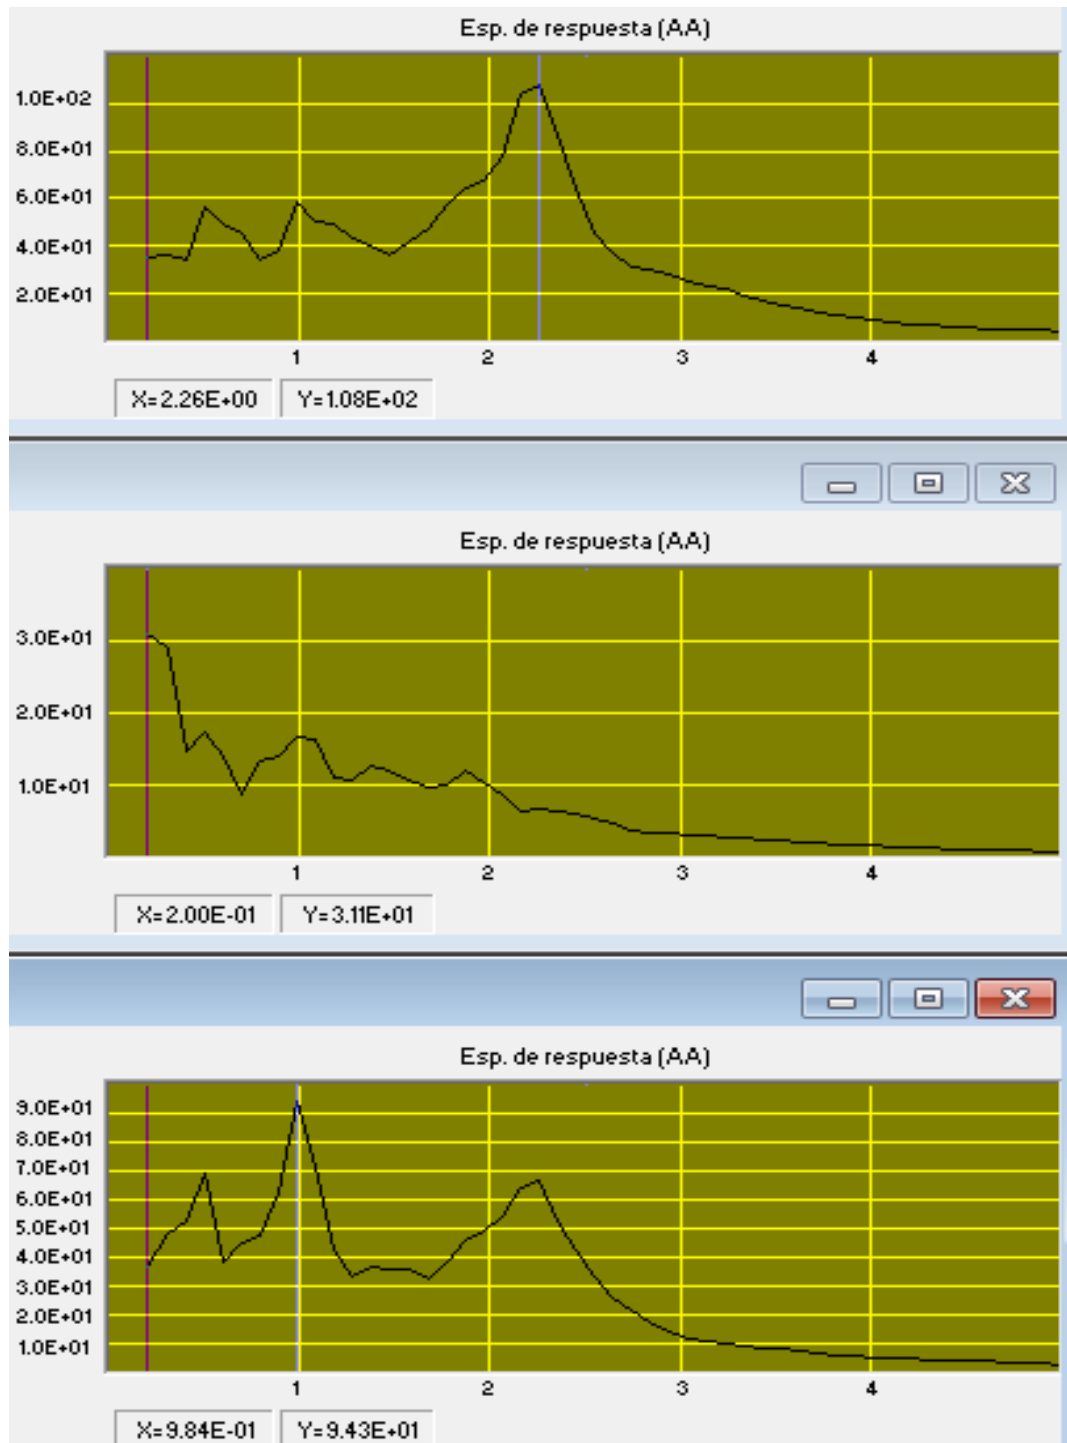 Esp. de respuesta (AA)
1.0E+02
8.0E+01
6.0E+01
4.0E+01
2.0E+01
1 2 3 4
X=2.26E+00 Y=1.08E+02
Esp. de respuesta (AA)
3.0E+01
2.0E+01
1.0E+01
1 2 3 4
X=2.00E-01 Y=3.11E+01
Esp. de respuesta (AA)
9.0E+01
8.0E+01
7.0E+01
6.0E+01
5.0E+01
4.0E+01
3.0E+01
2.0E+01
1.0E+01
1 2 3 4
X=9.84E-01 Y=9.43E+01